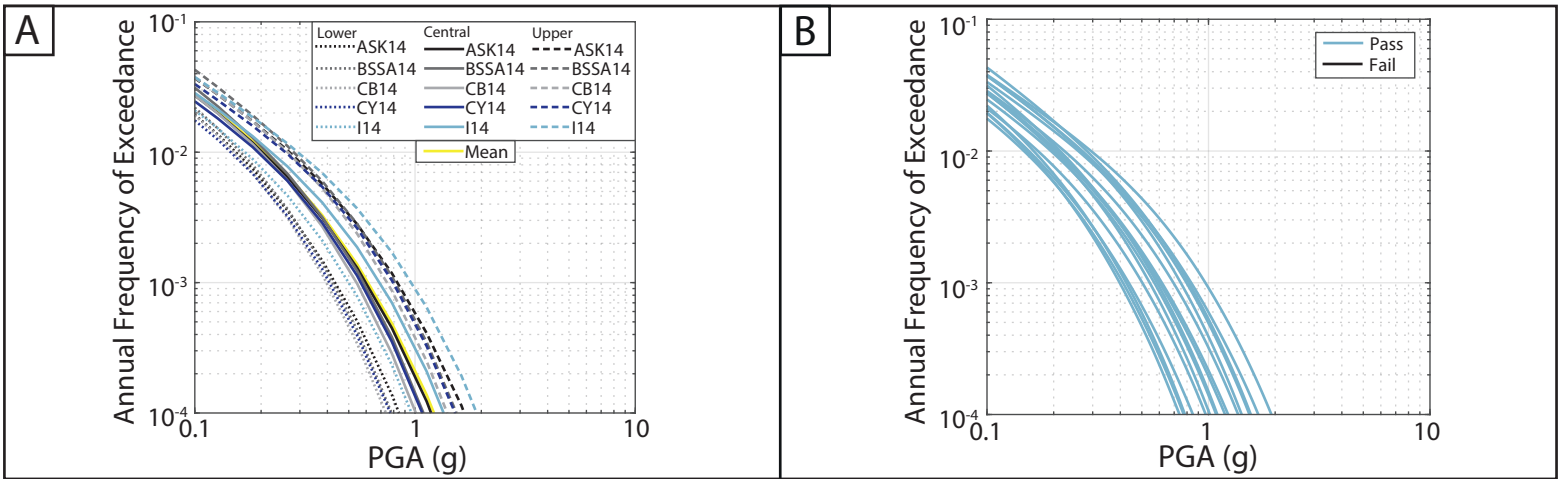 A
Annual Frequency of Exceedance
10-1
10-2
10-3
10-4
0.1
1
10
PGA (g)
Lower Central Upper
ASK14 ASK14 ASK14
BSSA14 BSSA14 BSSA14
CB14 CB14 CB14
CY14 CY14 CY14
I14 I14 I14
Mean
B
Annual Frequency of Exceedance
10-1
10-2
10-3
10-4
0.1
1
10
PGA (g)
Pass
Fail